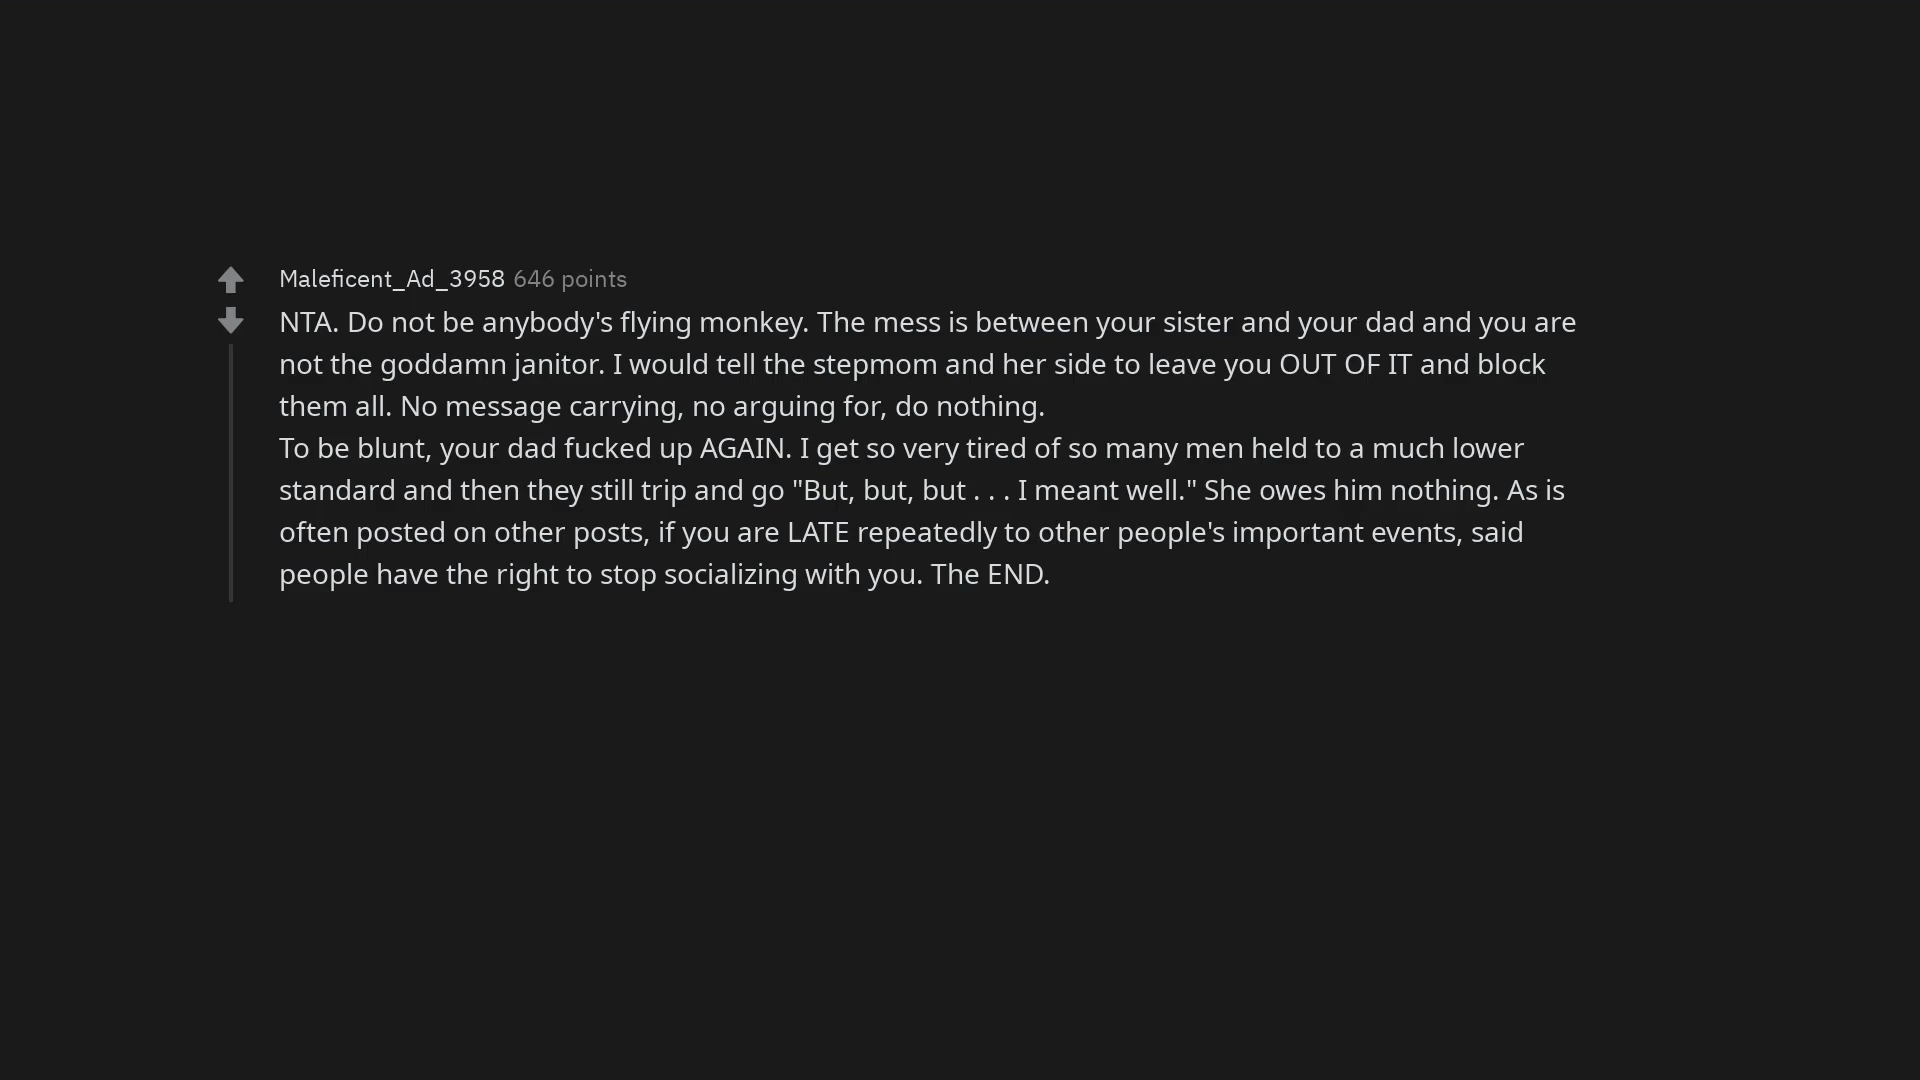 Maleficent_Ad_3958 646 points
NTA. Do not be anybody's flying monkey. The mess is between your sister and your dad and you are
not the goddamn janitor. I would tell the stepmom and her side to leave you OUT OF IT and block
them all. No message carrying, no arguing for, do nothing.
To be blunt, your dad fucked up AGAIN. I get so very tired of so many men held to a much lower
standard and then they still trip and go "But, but, but . . . I meant well." She owes him nothing. As is
often posted on other posts, if you are LATE repeatedly to other people's important events, said
people have the right to stop socializing with you. The END.